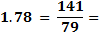 1.78 = 141/79 =